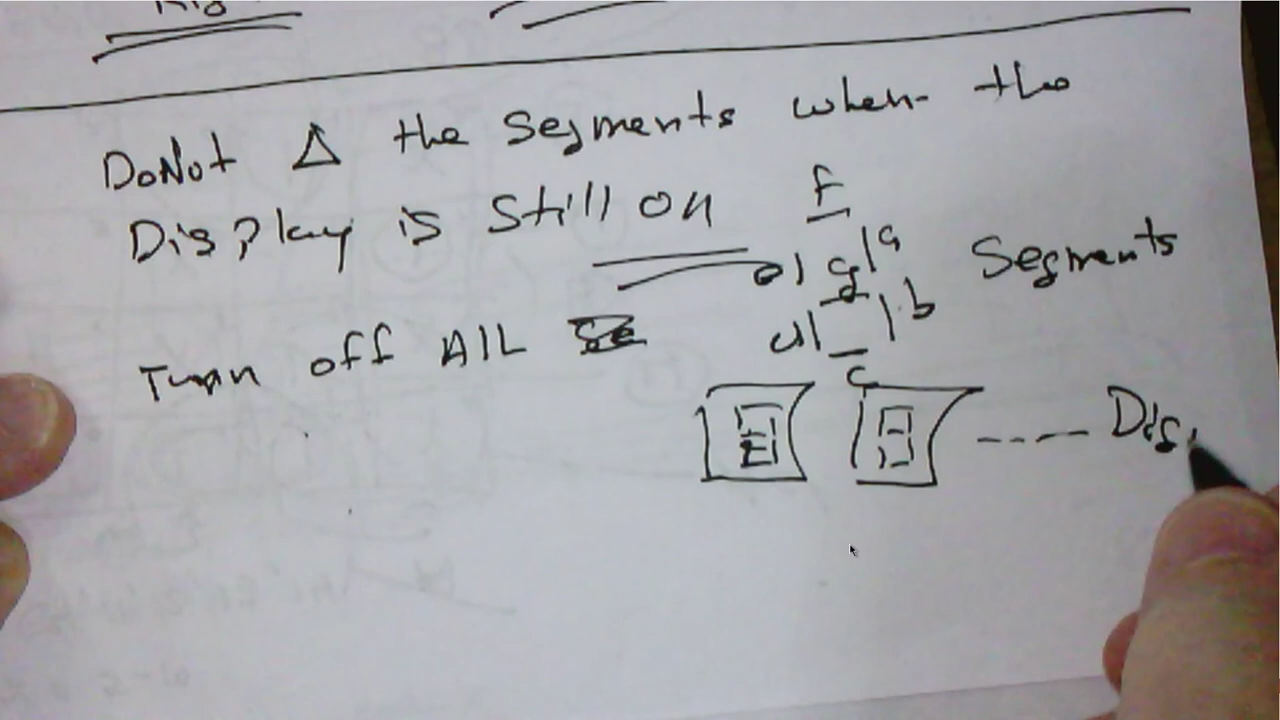 DoNot Δ the Segments when the
Display is Still on
F
g a Segments
b
Turn off All
c
Dis